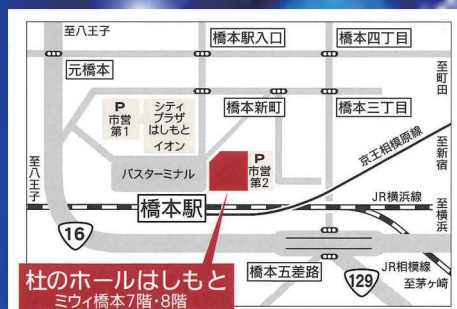 至八王子
橋本駅入口
橋本四丁目
元橋本
至町田
P
市営
第1
シティ
プラザ
はしもと
イオン
橋本新町
橋本三丁目
京王相模原線
至新宿
P
市営
第2
バスターミナル
至八王子
橋本駅
JR横浜線
至横浜
16
杜のホールはしもと
ミウィ橋本7階・8階
橋本五差路
129
JR相模線
至茅ヶ崎